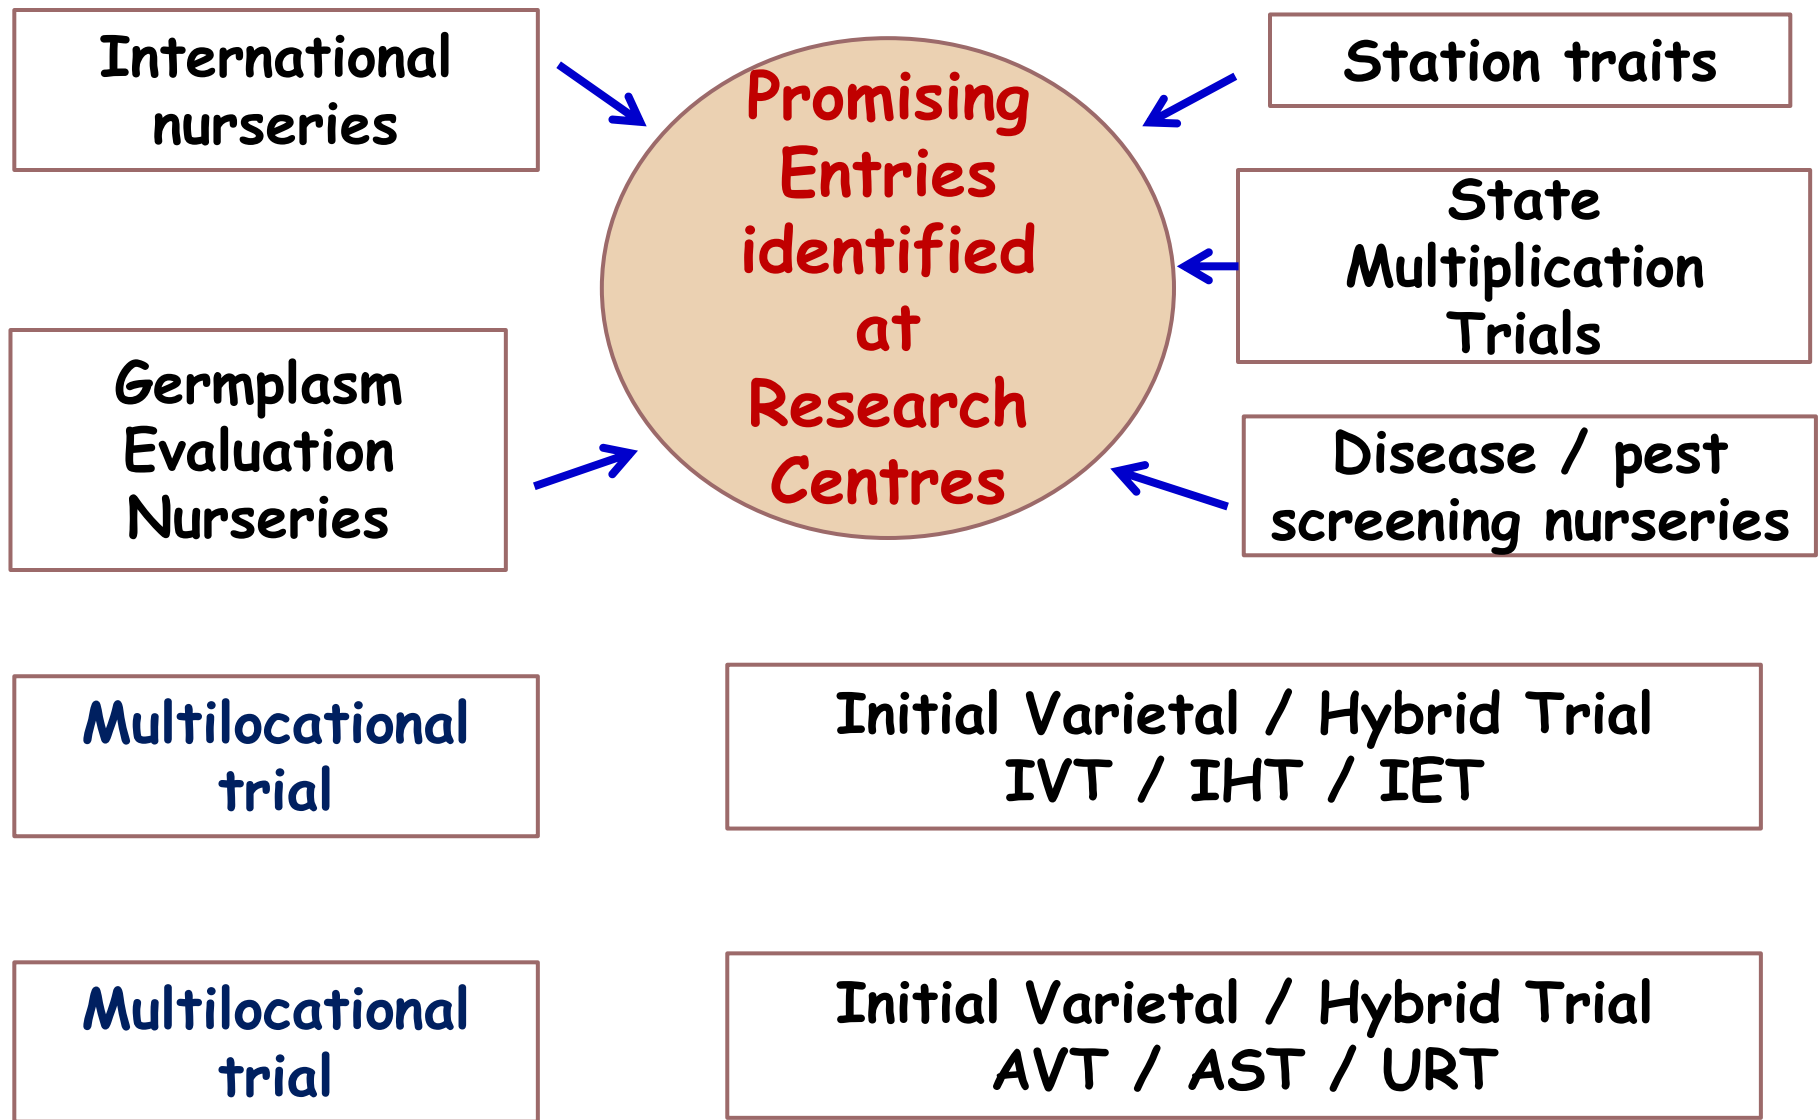 International
nurseries
Promising
Entries
identified
at
Research
Centres
Station traits
State
Multiplication
Trials
Germplasm
Evaluation
Nurseries
Disease / pest
screening nurseries
Multilocational
trial
Initial Varietal / Hybrid Trial
IVT / IHT / IET
Multilocational
trial
Initial Varietal / Hybrid Trial
AVT / AST / URT